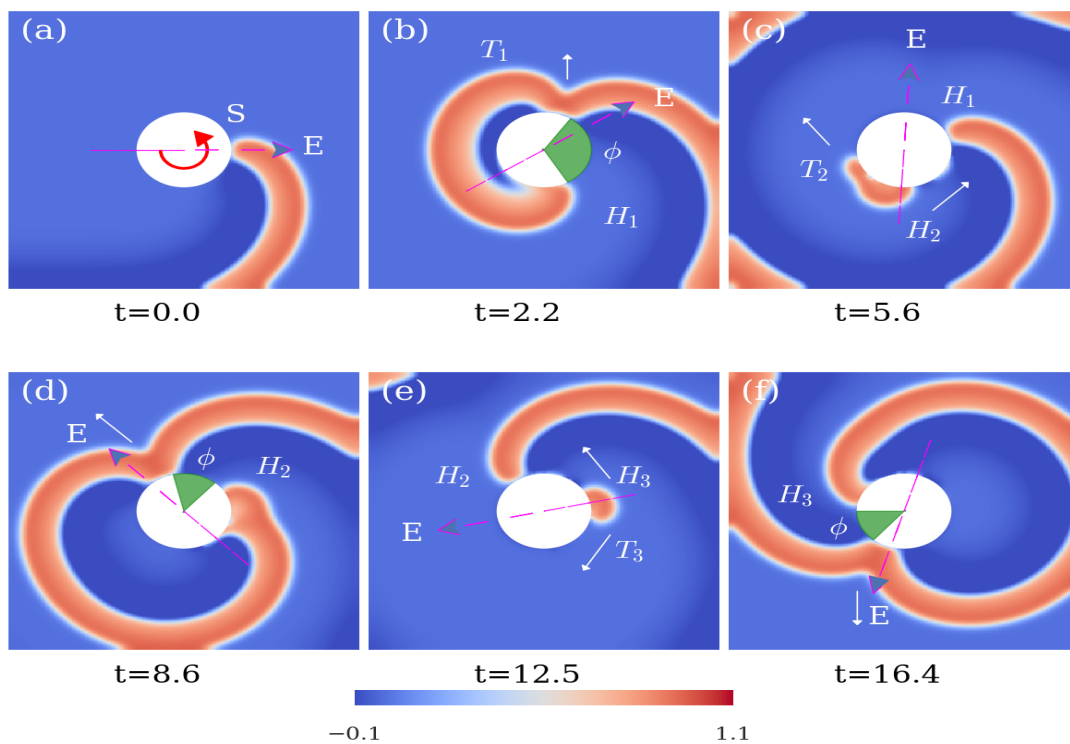 (a)
S
E
t=0.0
(b)
T₁
E
ϕ
H₁
t=2.2
(c)
E
H₁
T₂
H₂
t=5.6
(d)
E
ϕ
H₂
t=8.6
(e)
H₂
H₃
E
T₃
t=12.5
(f)
H₃
ϕ
E
t=16.4
−0.1
1.1